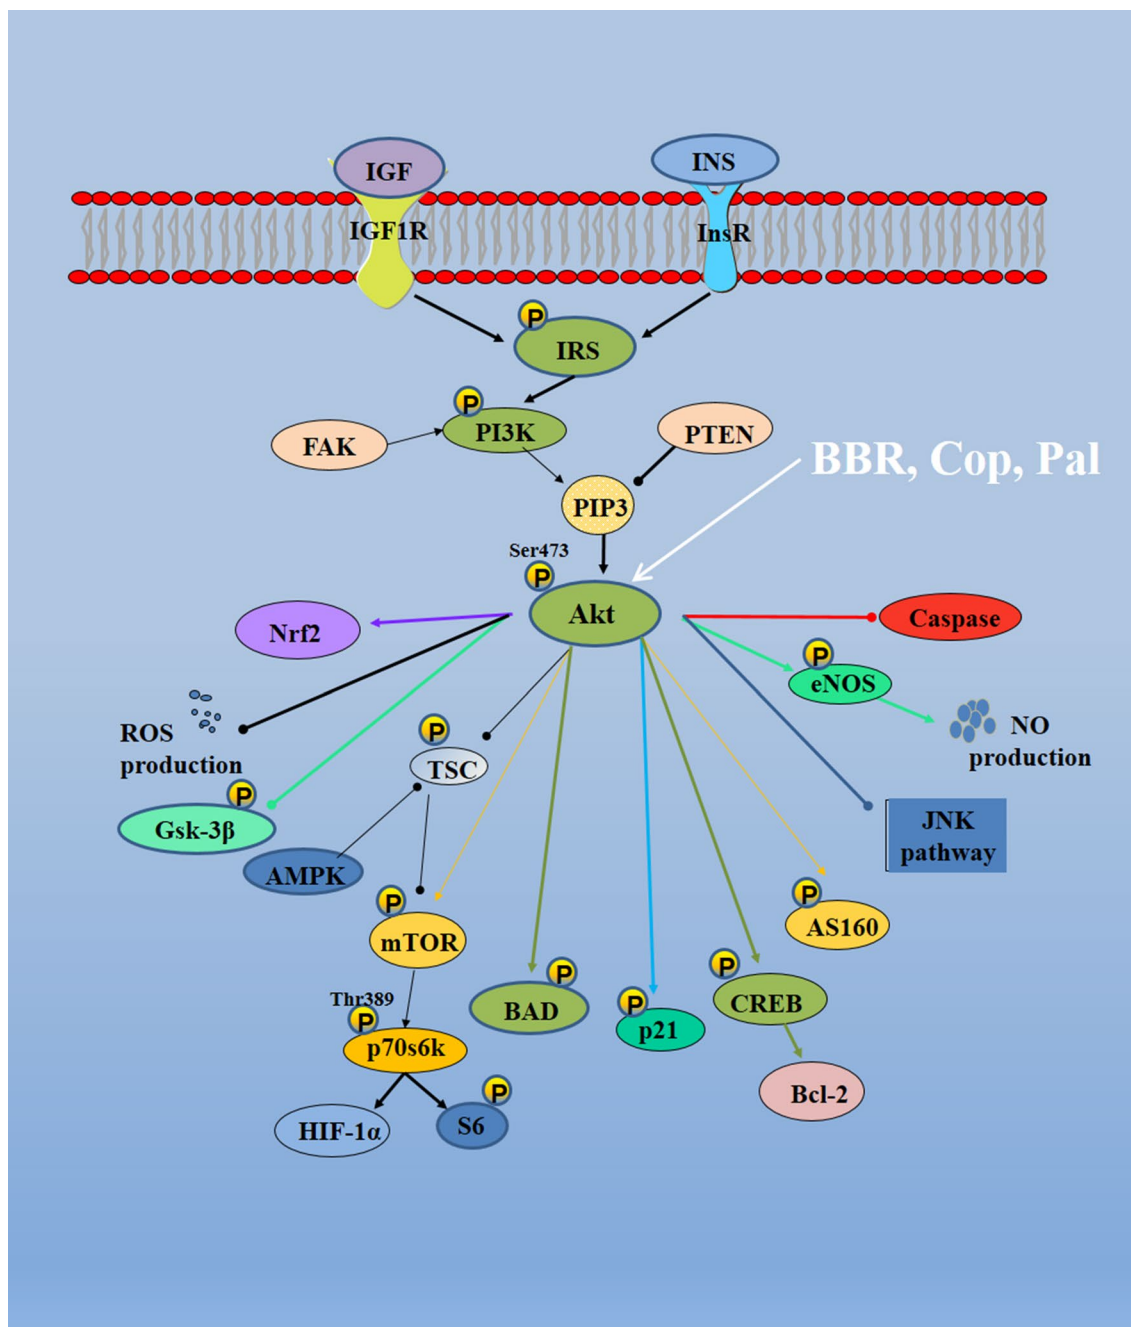 IGF
INS
IGF1R
InsR
P
IRS
P
PI3K
FAK
PTEN
BBR, Cop, Pal
PIP3
Ser473
P
Akt
Nrf2
Caspase
P
eNOS
ROS
production
NO
production
P
TSC
P
Gsk-3β
JNK
pathway
AMPK
P
mTOR
P
AS160
P
BAD
P
CREB
Thr389
P
p70s6k
P
p21
Bcl-2
HIF-1α
P
S6